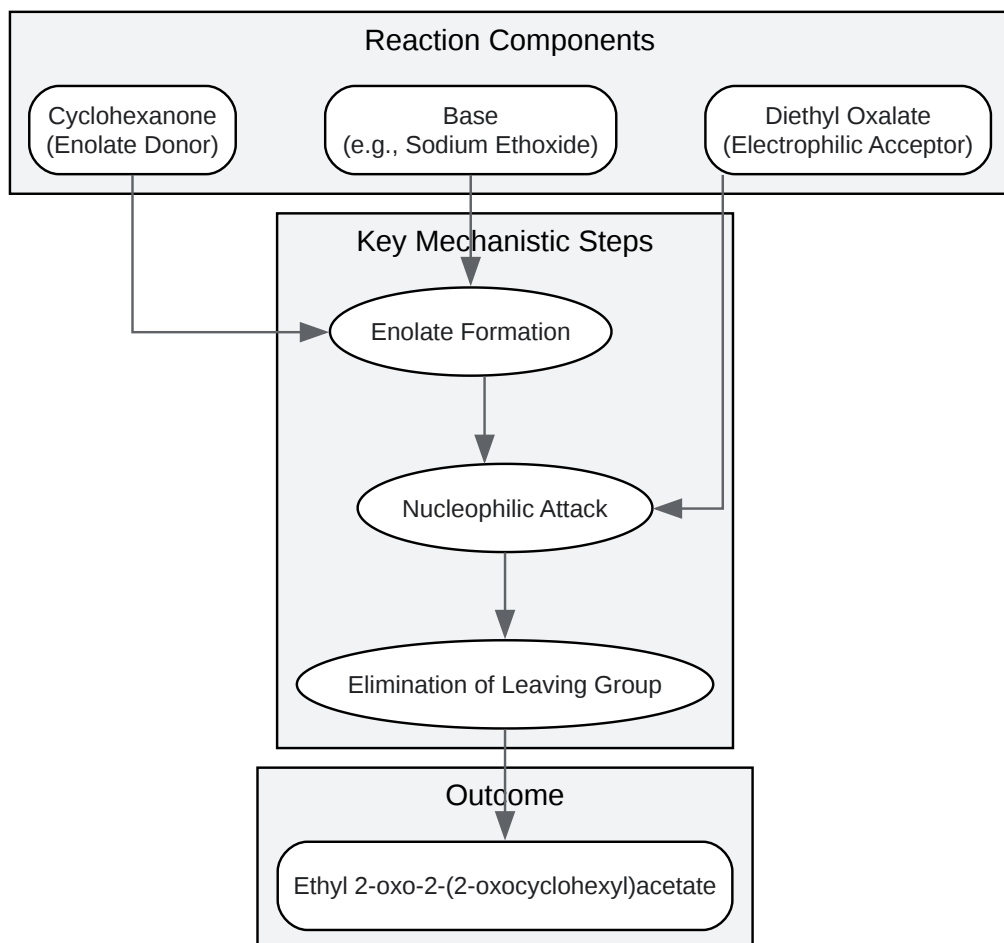 Reaction Components
Cyclohexanone
(Enolate Donor)
Base
(e.g., Sodium Ethoxide)
Diethyl Oxalate
(Electrophilic Acceptor)
Key Mechanistic Steps
Enolate Formation
Nucleophilic Attack
Elimination of Leaving Group
Outcome
Ethyl 2-oxo-2-(2-oxocyclohexyl)acetate